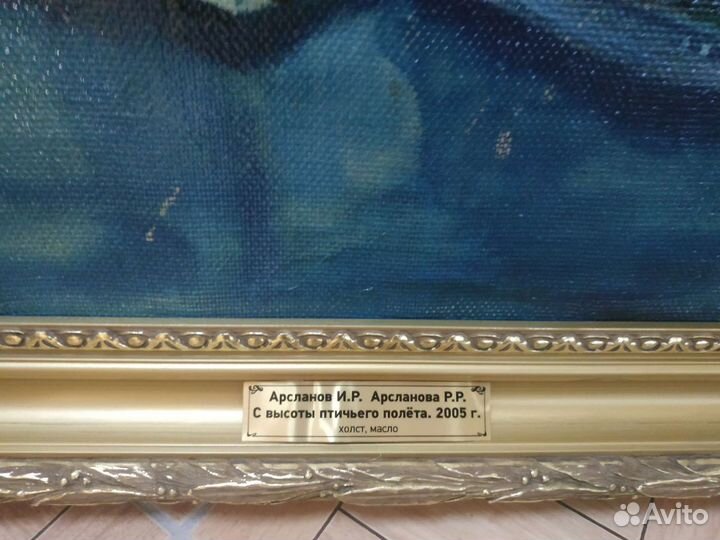 Арсланов И.Р. Арсланова Р.Р.
С высоты птичьего полёта. 2005 г.
холст, масло
Avito